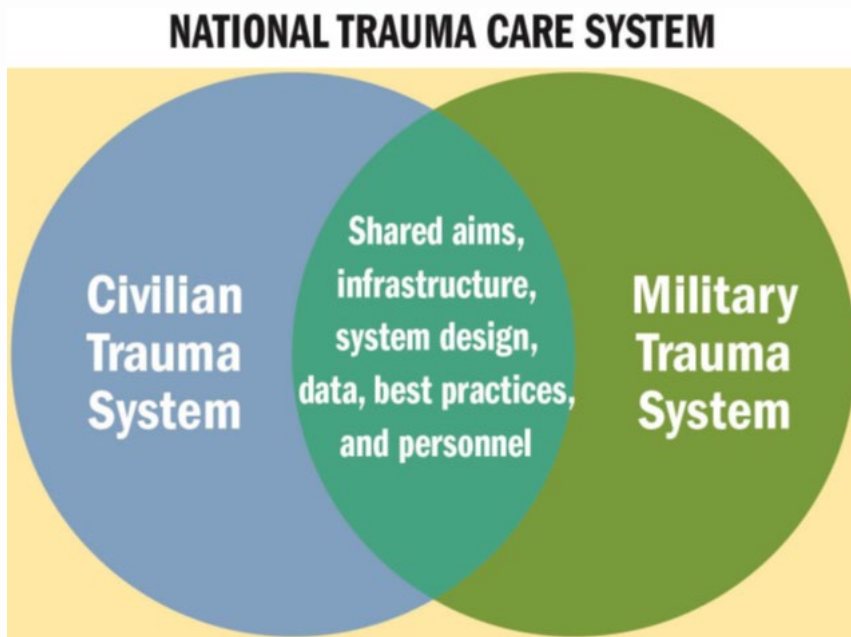 NATIONAL TRAUMA CARE SYSTEM
Civilian
Trauma
System
Shared aims,
infrastructure,
system design,
data, best practices,
and personnel
Military
Trauma
System